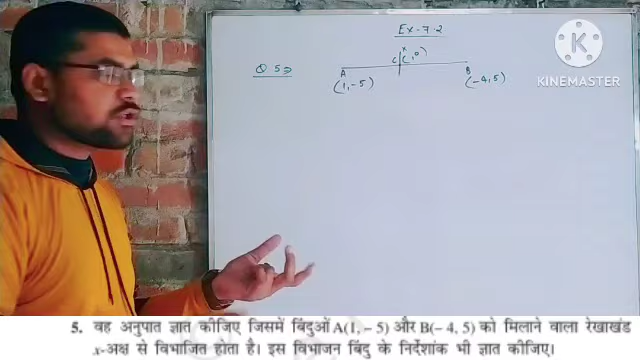 Ex-7.2
Q.5⇒
C (x, 0)
A
B
(1, -5)
(-4, 5)
KINEMASTER
5. वह अनुपात ज्ञात कीजिए जिसमें बिंदुओं A(1, – 5) और B(– 4, 5) को मिलाने वाला रेखाखंड
x-अक्ष से विभाजित होता है। इस विभाजन बिंदु के निर्देशांक भी ज्ञात कीजिए।